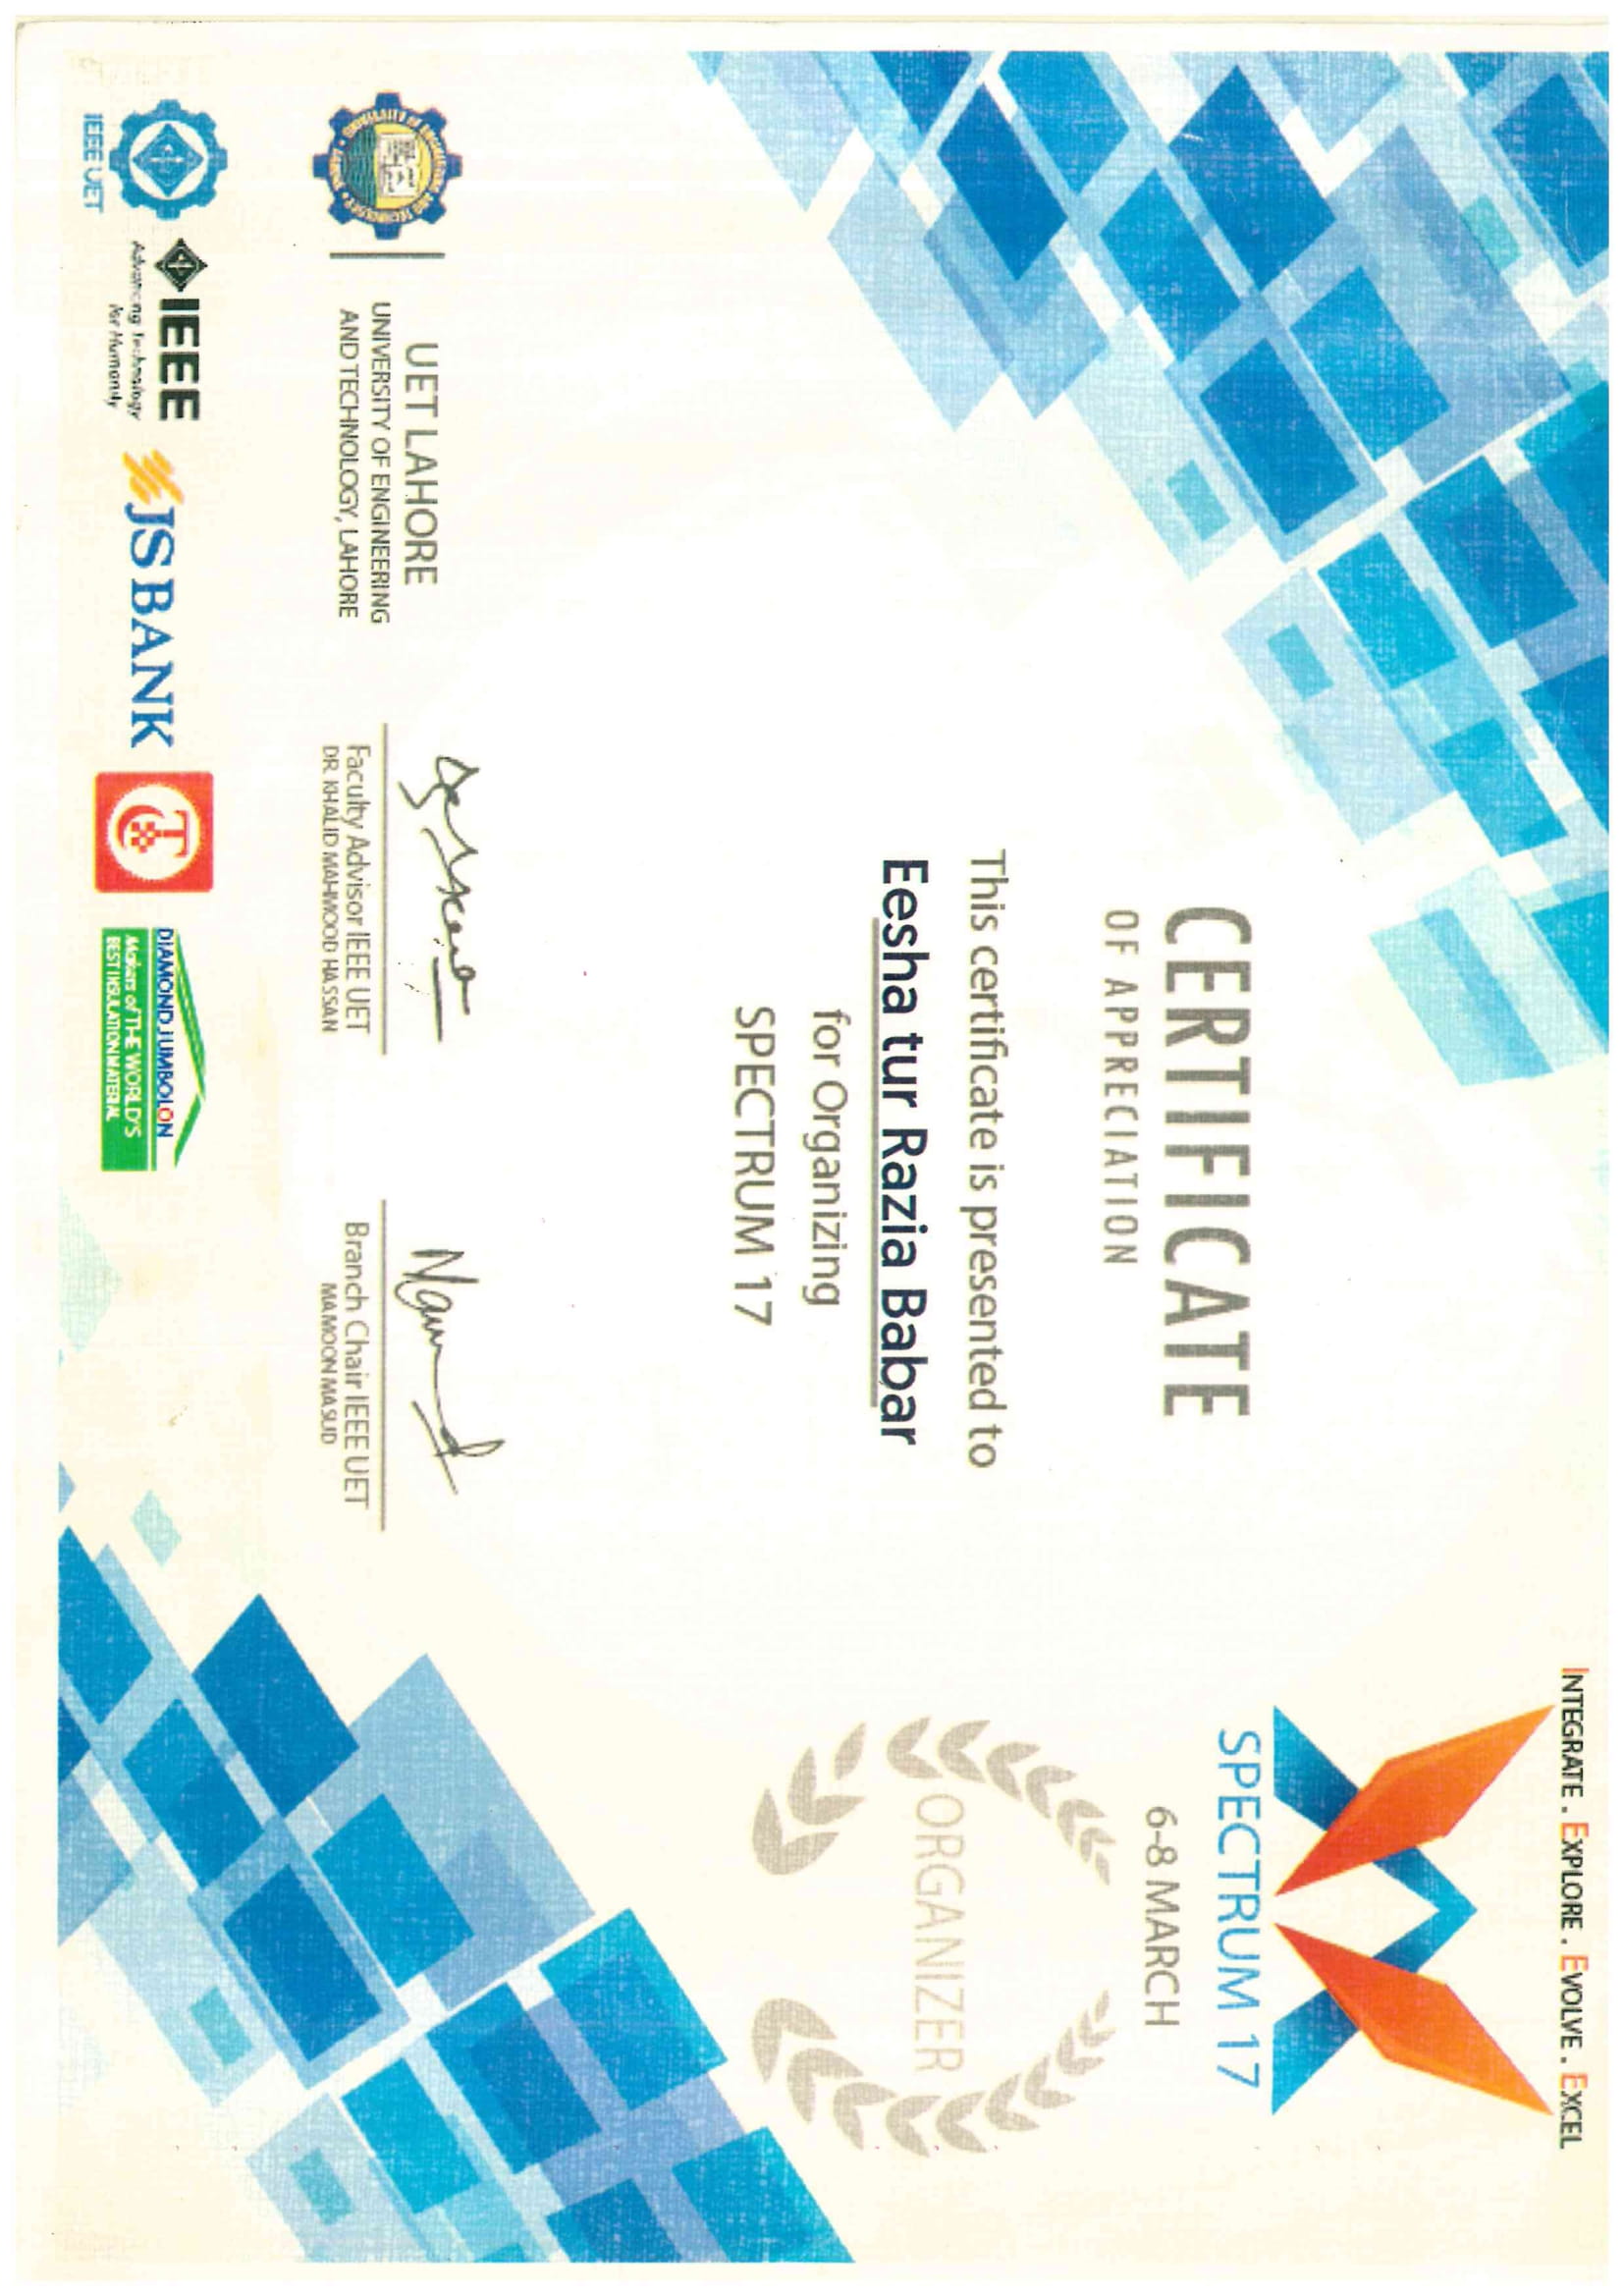 INTEGRATE . EXPLORE . EVOLVE . EXCEL
SPECTRUM 17
6-8 MARCH
ORGANIZER
CERTIFICATE
OF APPRECIATION
This certificate is presented to
Eesha tur Razia Babar
for Organizing
SPECTRUM 17
UET LAHORE
UNIVERSITY OF ENGINEERING
AND TECHNOLOGY, LAHORE
Faculty Advisor IEEE UET
DR. KHALID MAHMOOD HASSAN
Branch Chair IEEE UET
MAMOON MASUD
IEEE UET
IEEE
Advancing Technology
for Humanity
JS BANK
DIAMOND JUMBOLON
Makers of THE WORLD'S
BEST INSULATION MATERIAL